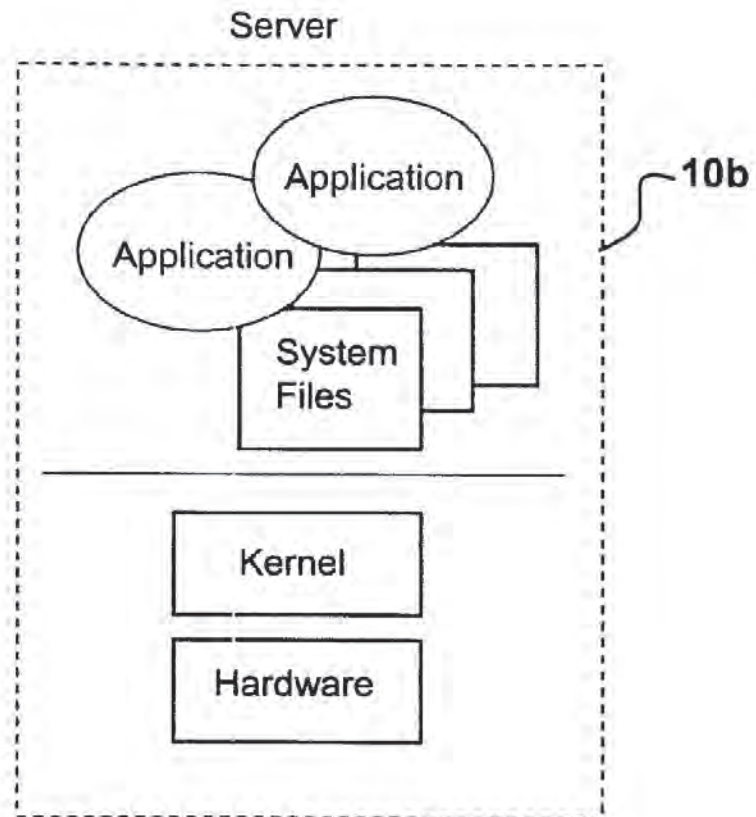 Server
Application
10b
Application
System
Files
Kernel
Hardware